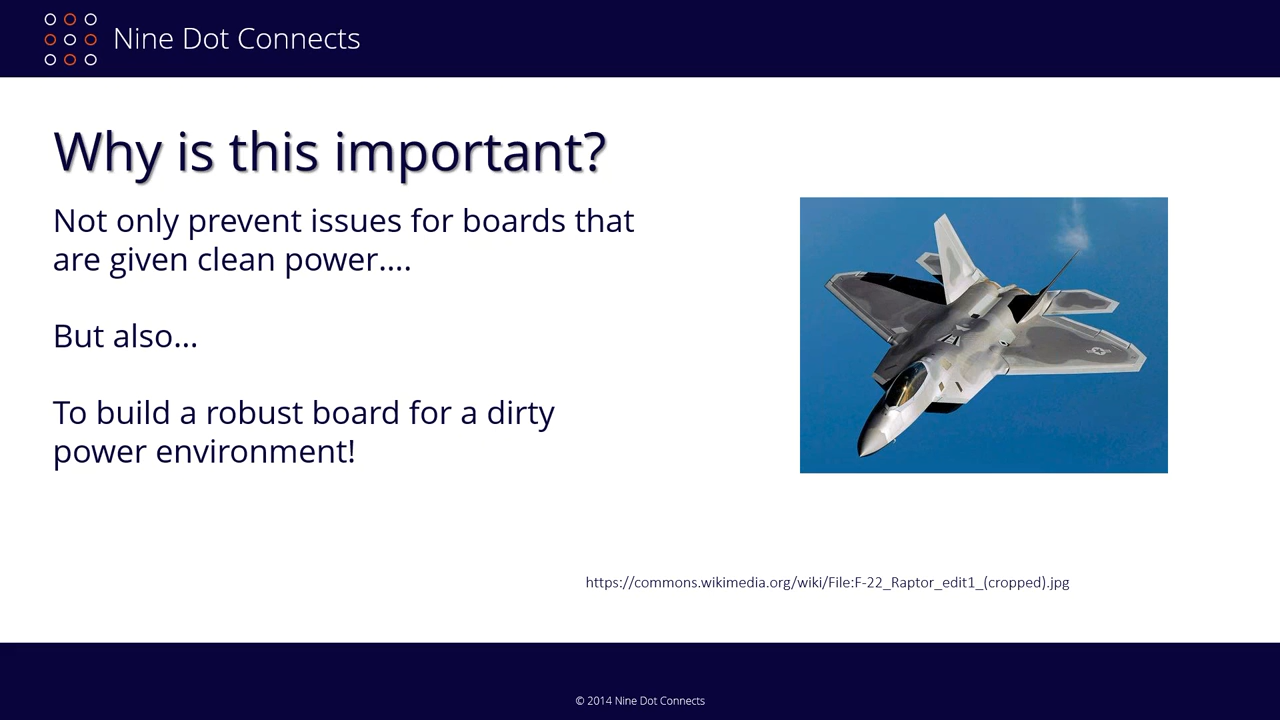 Nine Dot Connects
Why is this important?
Not only prevent issues for boards that
are given clean power....
But also...
To build a robust board for a dirty
power environment!
https://commons.wikimedia.org/wiki/File:F-22_Raptor_edit1_(cropped).jpg
© 2014 Nine Dot Connects